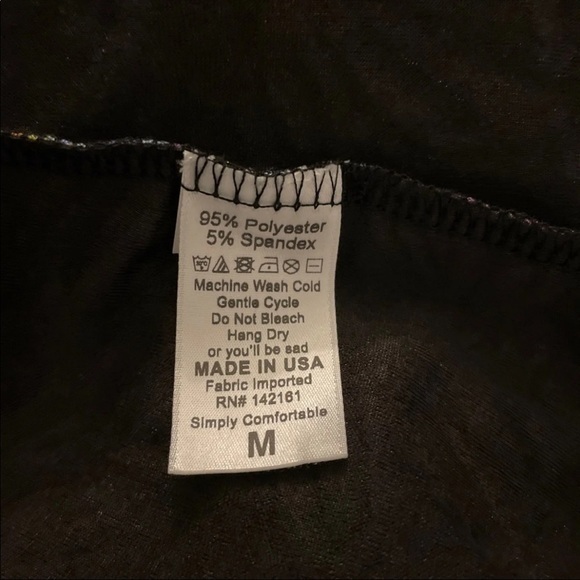 95% Polyester
5% Spandex
Machine Wash Cold
Gentle Cycle
Do Not Bleach
Hang Dry
or you'll be sad
MADE IN USA
Fabric Imported
RN# 142161
Simply Comfortable
M